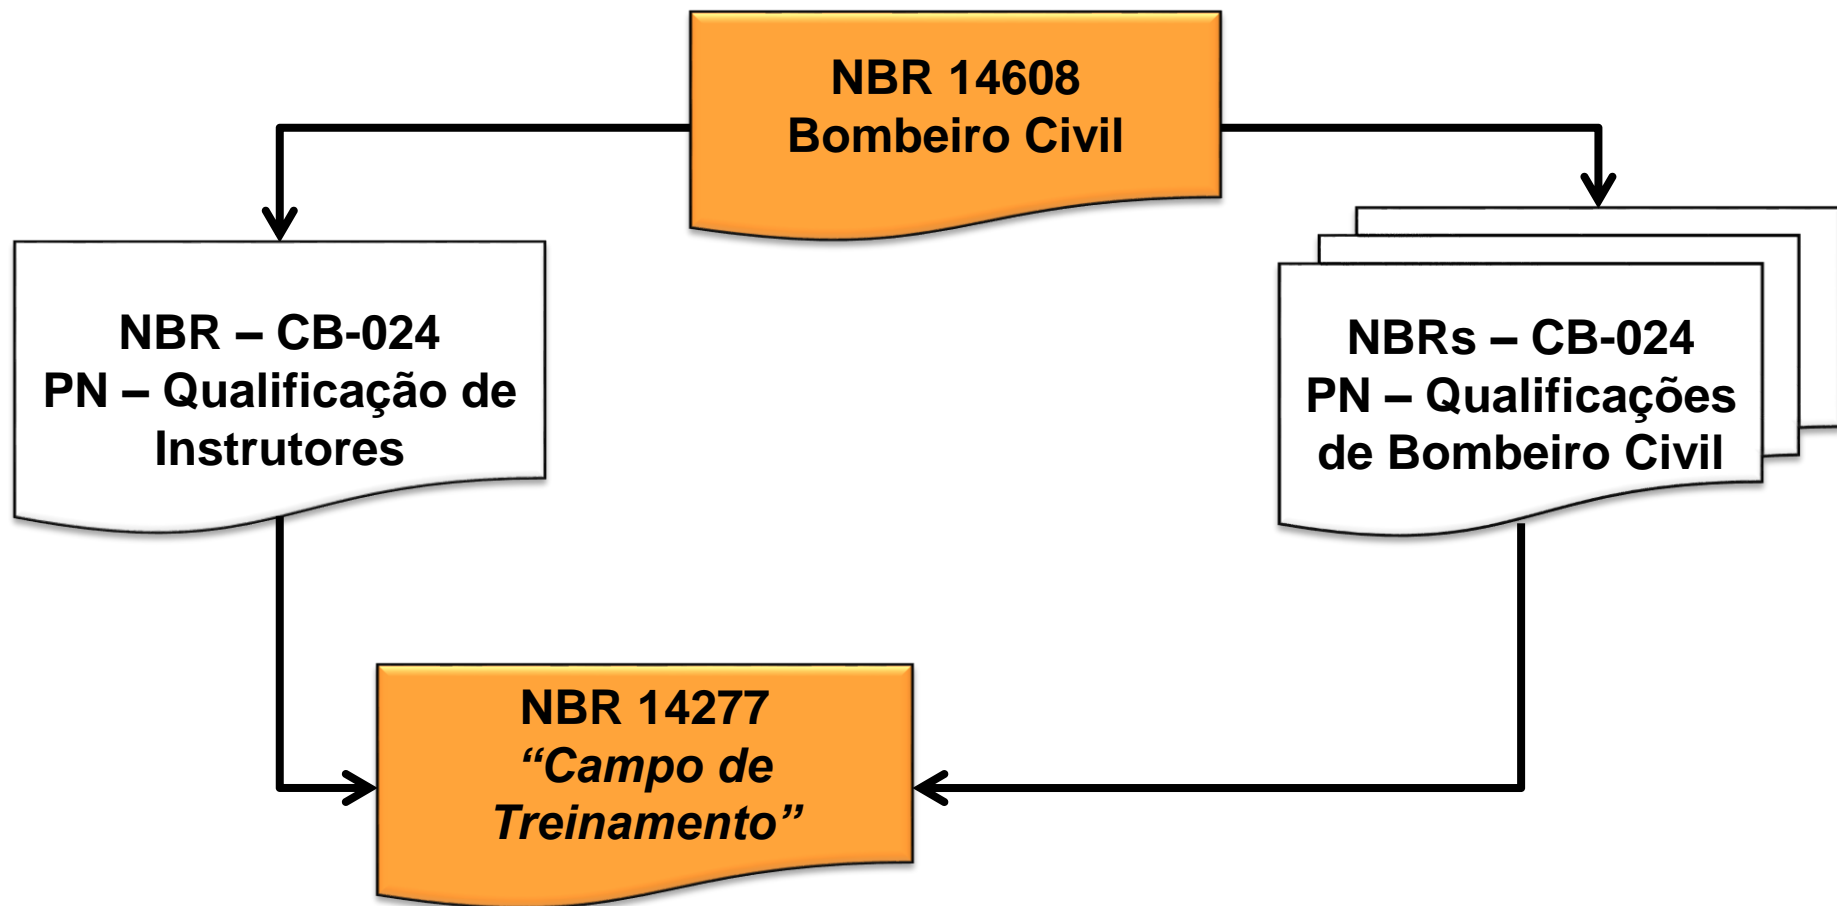 NBR 14608
Bombeiro Civil
NBR – CB-024
PN – Qualificação de
Instrutores
NBRs – CB-024
PN – Qualificações
de Bombeiro Civil
NBR 14277
“Campo de
Treinamento”